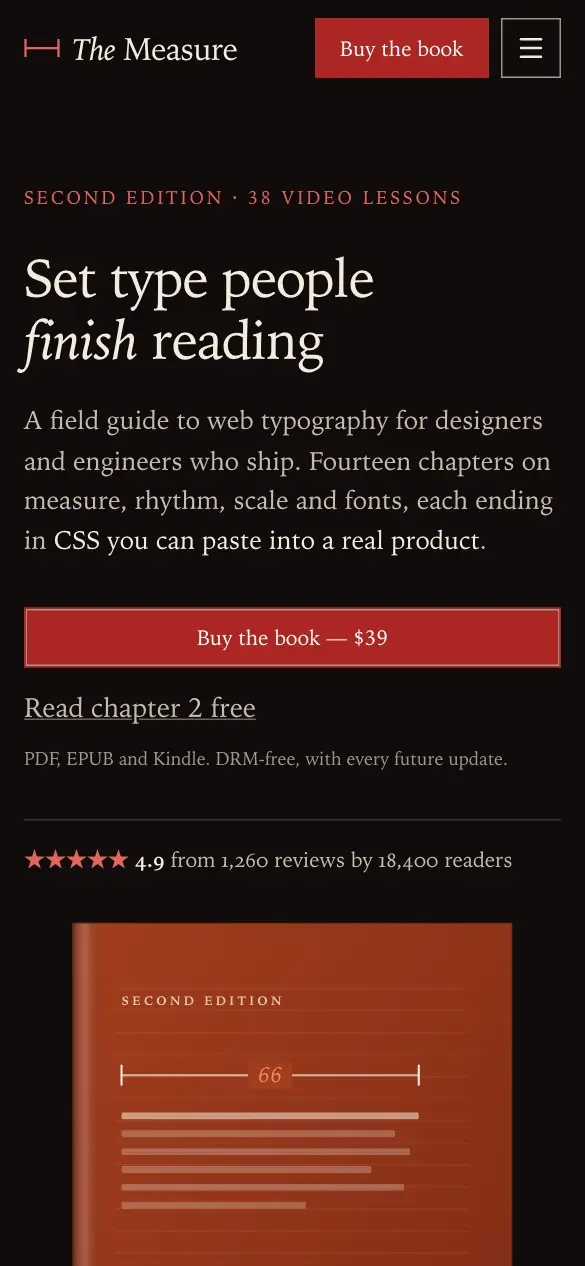 The Measure
Buy the book
SECOND EDITION · 38 VIDEO LESSONS
Set type people
finish reading
A field guide to web typography for designers
and engineers who ship. Fourteen chapters on
measure, rhythm, scale and fonts, each ending
in CSS you can paste into a real product.
Buy the book — $39
Read chapter 2 free
PDF, EPUB and Kindle. DRM-free, with every future update.
★★★★★ 4.9 from 1,260 reviews by 18,400 readers
SECOND EDITION
66